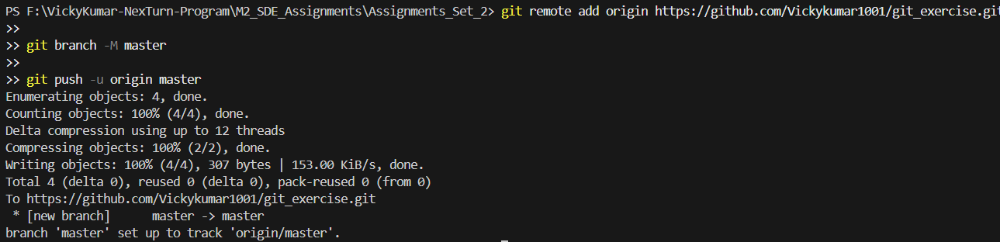 PS F:\VickyKumar-NexTurn-Program\M2_SDE_Assignments\Assignments_Set_2> git remote add origin https://github.com/Vickykumar1001/git_exercise.git
>>
>> git branch -M master
>>
>> git push -u origin master
Enumerating objects: 4, done.
Counting objects: 100% (4/4), done.
Delta compression using up to 12 threads
Compressing objects: 100% (2/2), done.
Writing objects: 100% (4/4), 307 bytes | 153.00 KiB/s, done.
Total 4 (delta 0), reused 0 (delta 0), pack-reused 0 (from 0)
To https://github.com/Vickykumar1001/git_exercise.git
 * [new branch]      master -> master
branch 'master' set up to track 'origin/master'.